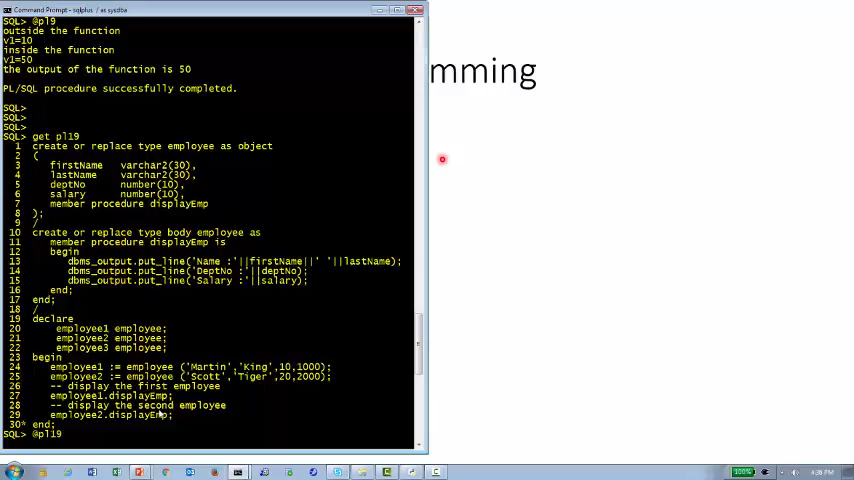 Command Prompt - sqlplus / as sysdba
SQL> @pl9
outside the function
v1=10
inside the function
v1=50
the output of the function is 50
PL/SQL procedure successfully completed.
SQL>
SQL>
SQL>
SQL> get pl19
1 create or replace type employee as object
2 (
3 firstName varchar2(30),
4 lastName varchar2(30),
5 deptNo number(10),
6 salary number(10),
7 member procedure displayEmp
8 );
9 /
10 create or replace type body employee as
11 member procedure displayEmp is
12 begin
13 dbms_output.put_line('Name :'||firstName||' '||lastName);
14 dbms_output.put_line('DeptNo :'||deptNo);
15 dbms_output.put_line('Salary :'||salary);
16 end;
17 end;
18 /
19 declare
20 employee1 employee;
21 employee2 employee;
22 employee3 employee;
23 begin
24 employee1 := employee ('Martin','King',10,1000);
25 employee2 := employee ('Scott','Tiger',20,2000);
26 -- display the first employee
27 employee1.displayEmp;
28 -- display the second employee
29 employee2.displayEmp;
30* end;
SQL> @pl19
mming
100%
4:38 PM